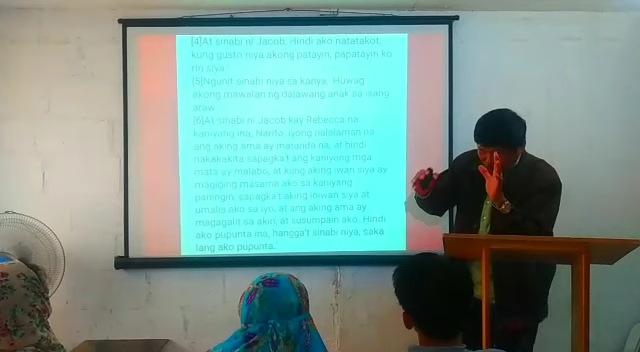 [4]At sinabi ni Jacob, Hindi ako natatakot,
kung gusto niya akong patayin, papatayin ko
rin siya.
[5]Ngunit sinabi niya sa kanya, Huwag
akong mawalan ng dalawang anak sa isang
araw.
[6]At sinabi ni Jacob kay Rebecca na
kaniyang ina, Narito, iyong nalalaman na
ang aking ama ay matanda na, at hindi
nakakakita sapagka't ang kaniyang mga
mata ay malabo, at kung aking iwan siya ay
magiging masama ako sa kaniyang
paningin, sapagka't aking iniwan siya at
umalis ako sa iyo, at ang aking ama ay
magagalit sa akin, at susumpain ako. Hindi
ako pupunta ina, hangga't sinabi niya, saka
lang ako pupunta.